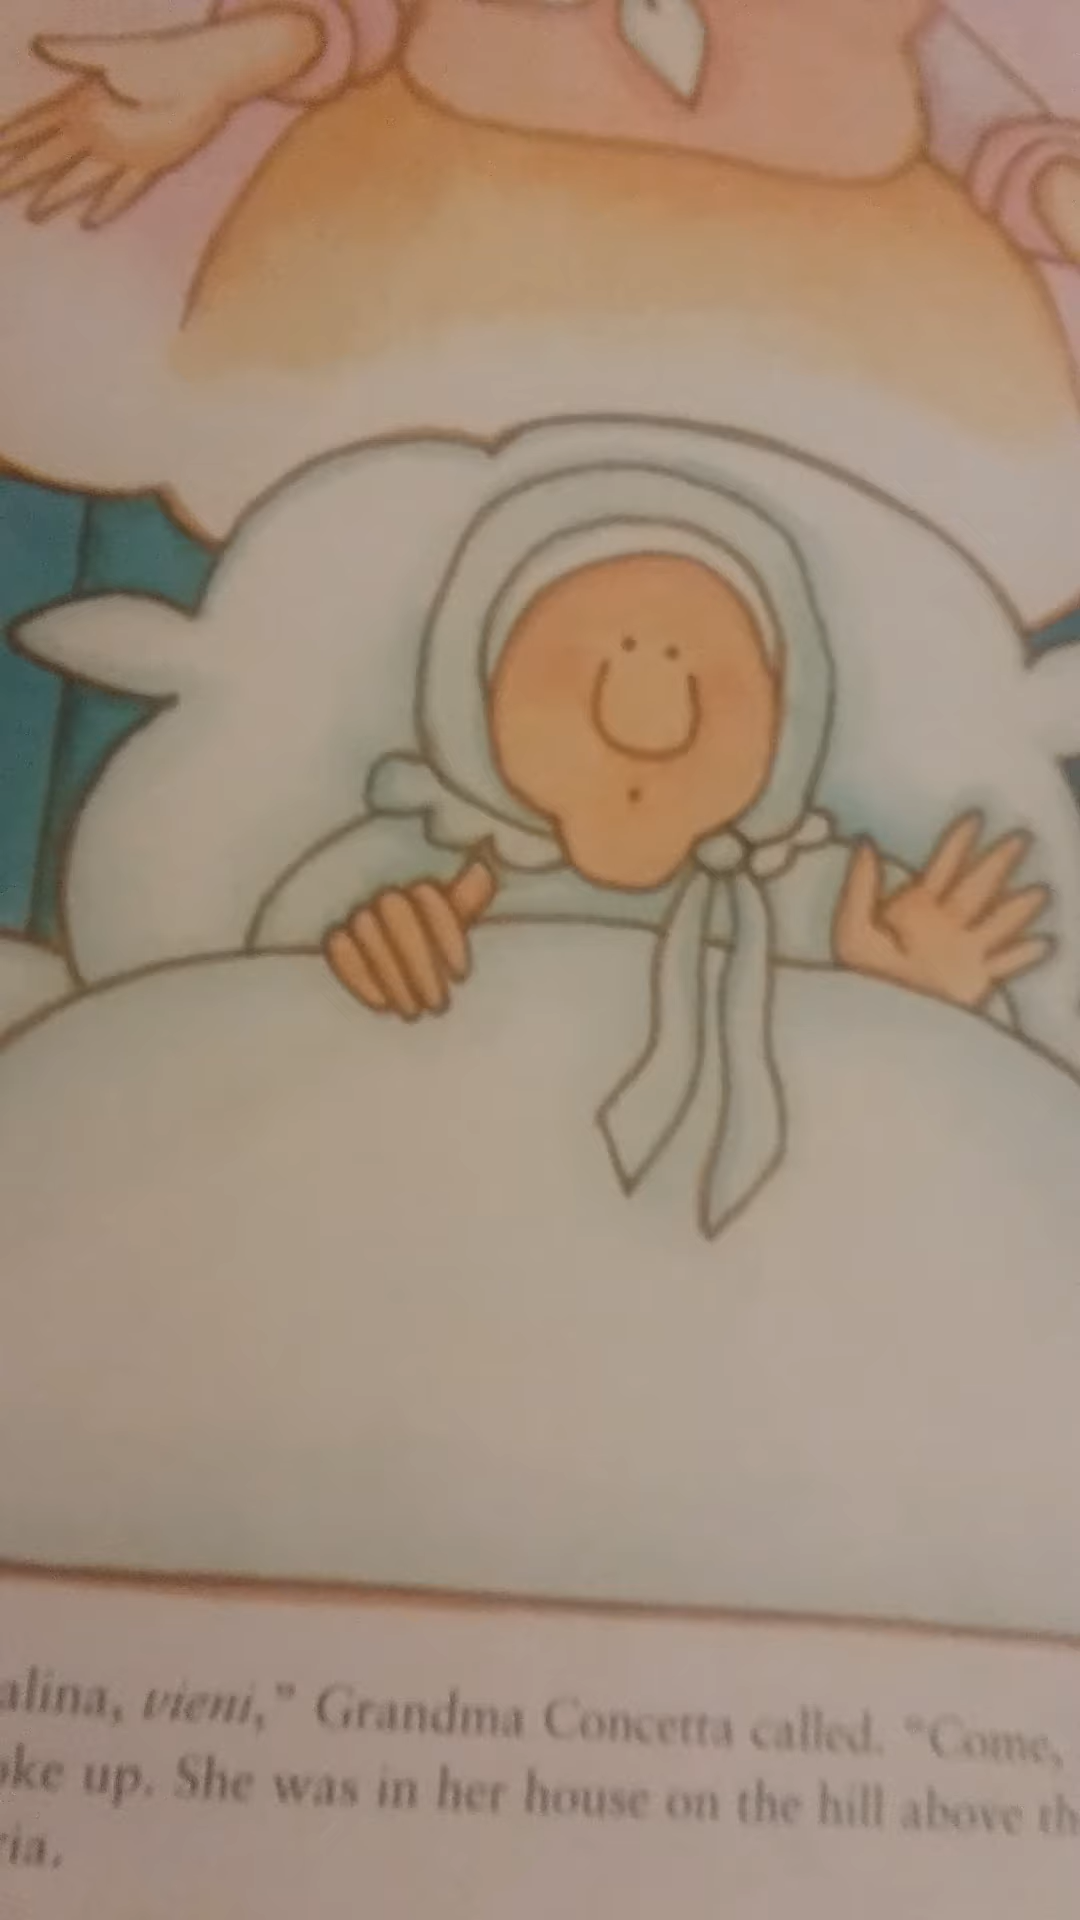 alina, vieni,” Grandma Concetta called. “Come,
oke up. She was in her house on the hill above th
ria.